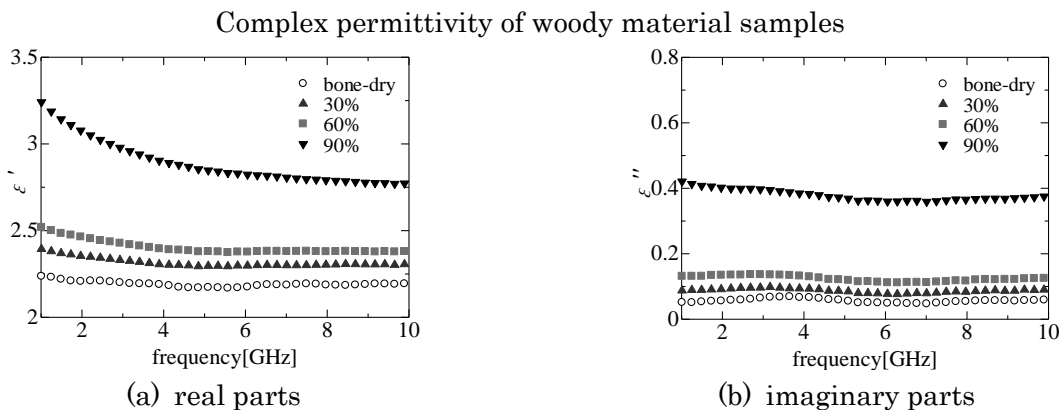 Complex permittivity of woody material samples
3.5
3
2.5
2
ε'
bone-dry
30%
60%
90%
2 4 6 8 10
frequency[GHz]
(a) real parts
0.8
0.6
0.4
0.2
0
ε''
bone-dry
30%
60%
90%
2 4 6 8 10
frequency[GHz]
(b) imaginary parts